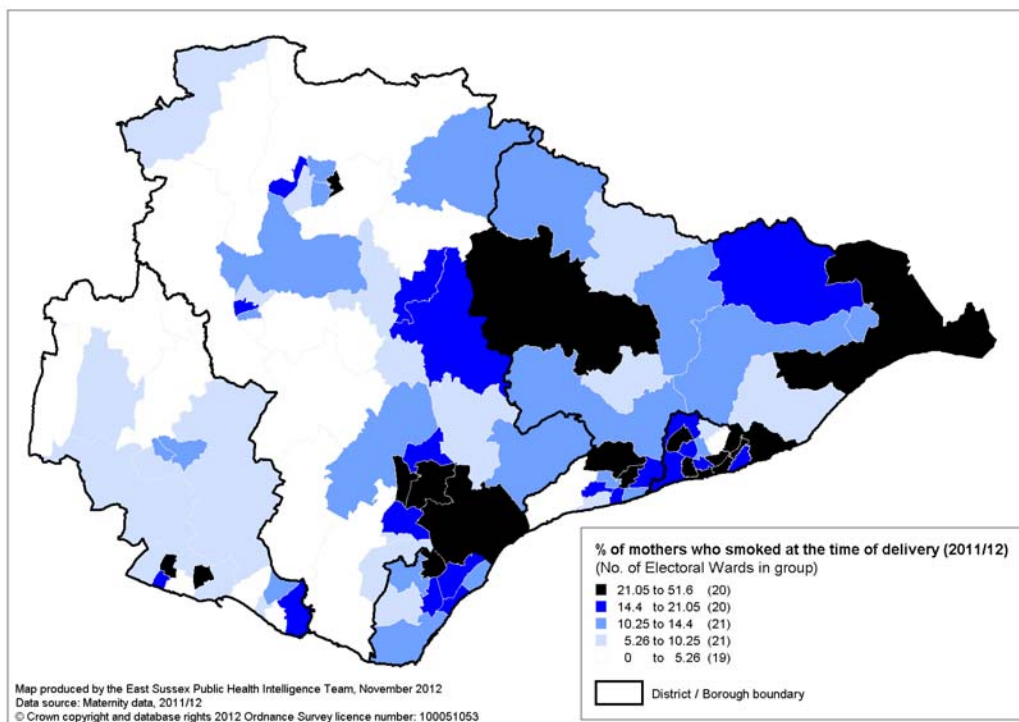 % of mothers who smoked at the time of delivery (2011/12)
(No. of Electoral Wards in group)
21.05 to 51.6 (20)
14.4 to 21.05 (20)
10.25 to 14.4 (21)
5.26 to 10.25 (21)
0 to 5.26 (19)
District / Borough boundary
Map produced by the East Sussex Public Health Intelligence Team, November 2012
Data source: Maternity data, 2011/12
© Crown copyright and database rights 2012 Ordnance Survey licence number: 100051053